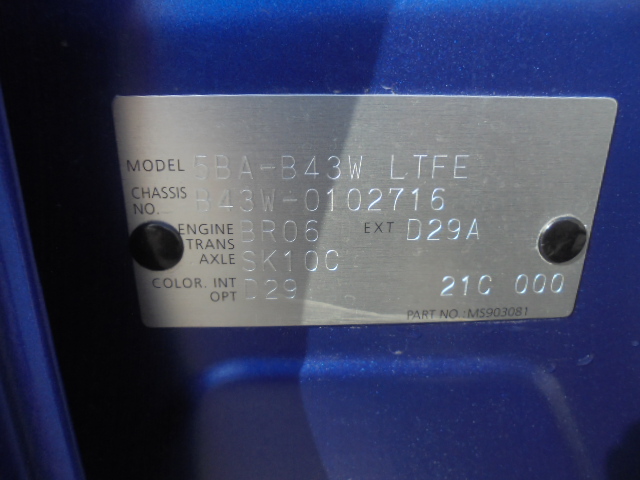 MODEL 5BA-B43W LTFE
CHASSIS NO. B43W-0102716
ENGINE BR06 EXT D29A
TRANS AXLE SK10C
COLOR. INT D29
OPT 21C 000
PART NO.:MS903081